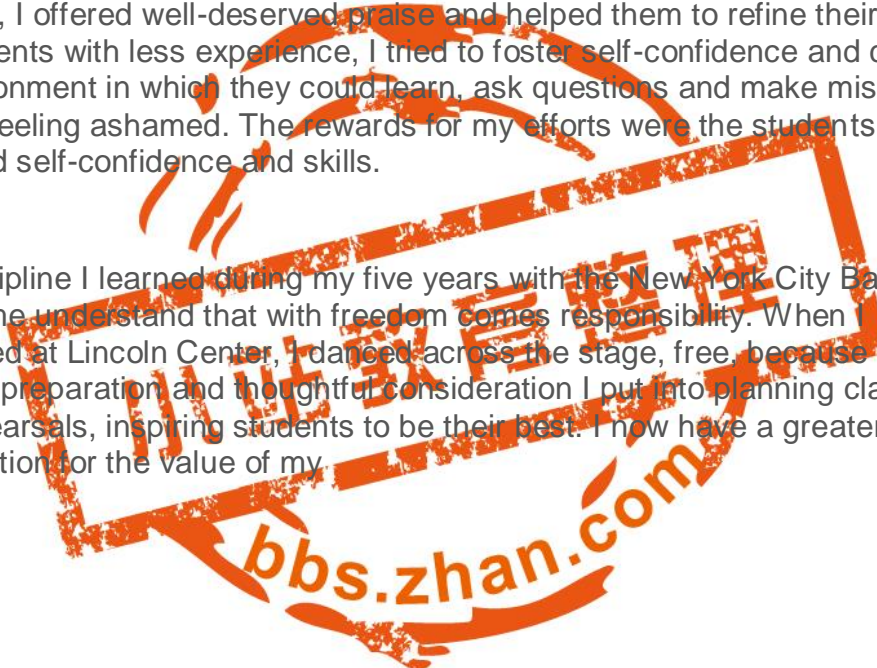 , I offered well-deserved praise and helped them to refine their
ents with less experience, I tried to foster self-confidence and c
onment in which they could learn, ask questions and make mis
eeling ashamed. The rewards for my efforts were the students
d self-confidence and skills.
ipline I learned during my five years with the New York City Ba
ne understand that with freedom comes responsibility. When I
ed at Lincoln Center, I danced across the stage, free, because
preparation and thoughtful consideration I put into planning cla
earsals, inspiring students to be their best. I now have a greater
tion for the value of my
小站教育整理
bbs.zhan.com